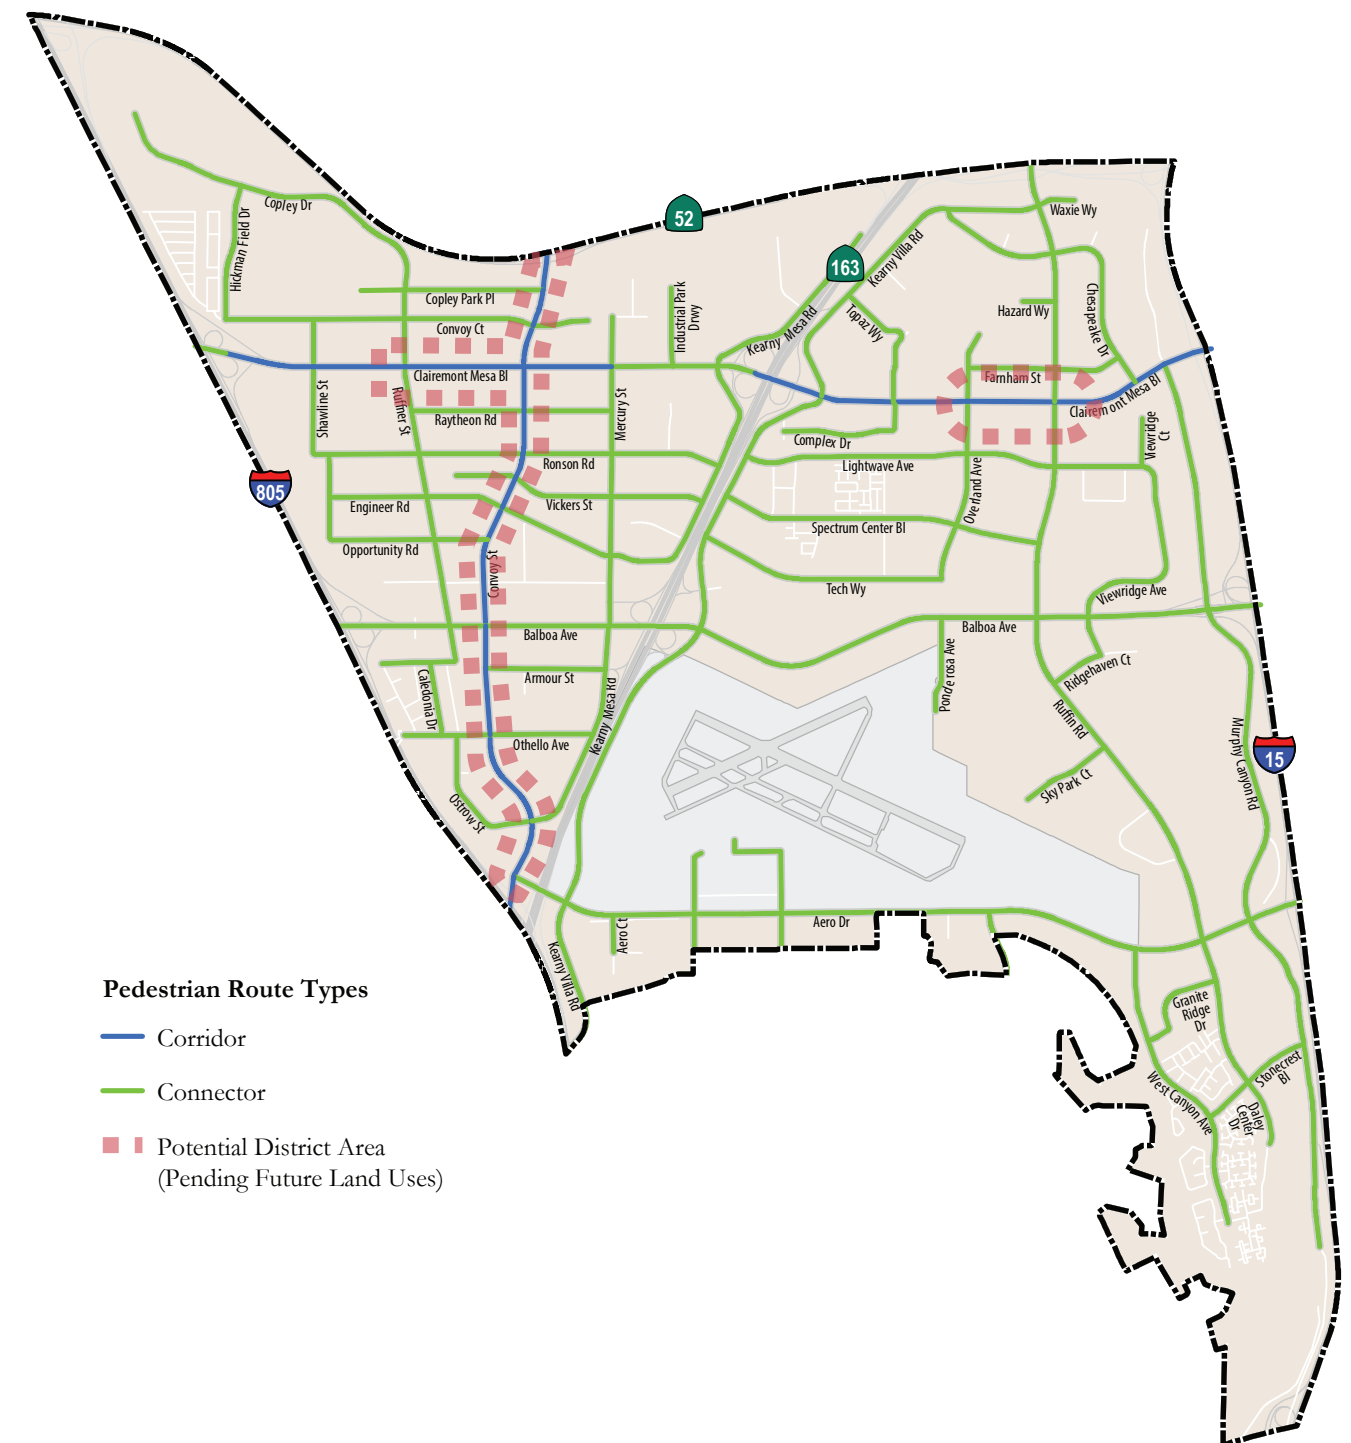 Copley Dr
Hickman Field Dr
52
Waxie Wy
Kearny Villa Rd
163
Copley Park Pl
Industrial Park
Drwy
Hazard Wy
Chesapeake Dr
Topaz Wy
Convoy Ct
Kearny Mesa Rd
Clairemont Mesa Bl
Farnham St
Clairemont Mesa Bl
Shawline St
Ruffner St
Mercury St
Raytheon Rd
Complex Dr
Viewridge
Ct
Ronson Rd
Lightwave Ave
805
Overland Ave
Engineer Rd
Vickers St
Spectrum Center Bl
Opportunity Rd
Convoy St
Tech Wy
Viewridge Ave
Balboa Ave
Balboa Ave
Ponderosa Ave
Ridgehaven Ct
Armour St
Caledonia Dr
Kearny Mesa Rd
Ruffin Rd
Othello Ave
Murphy Canyon Rd
15
Sky Park Ct
Ostrow St
Aero Dr
Aero Ct
Kearny Villa Rd
Granite
Ridge
Dr
Stonecrest
Bl
West Canyon Ave
Daley
Center
Dr
Pedestrian Route Types
Corridor
Connector
Potential District Area
(Pending Future Land Uses)